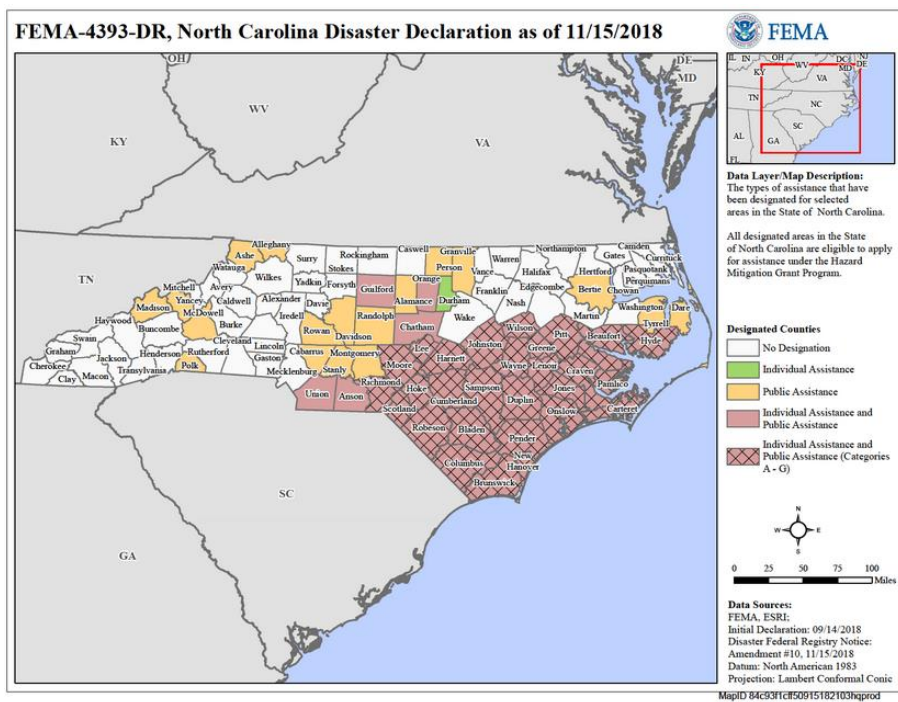 FEMA-4393-DR, North Carolina Disaster Declaration as of 11/15/2018
FEMA
OH
DE
MD
WV
KY
VA
TN
SC
GA
IL IN OH DC NJ
KY WV MD DE
VA
TN
NC
SC
AL
GA
FL
Alleghany
Ashe
Surry
Stokes
Rockingham
Caswell
Person
Granville
Vance
Warren
Northampton
Gates
Camden
Currituck
Pasquotank
Perquimans
Chowan
Hertford
Halifax
Watauga
Wilkes
Yadkin
Forsyth
Guilford
Alamance
Orange
Durham
Franklin
Nash
Edgecombe
Bertie
Martin
Washington
Tyrrell
Dare
Mitchell
Avery
Caldwell
Alexander
Iredell
Davie
Davidson
Randolph
Chatham
Wake
Wilson
Pitt
Beaufort
Hyde
Madison
Yancey
McDowell
Burke
Rowan
Haywood
Buncombe
Swain
Graham
Cherokee
Clay
Macon
Jackson
Transylvania
Henderson
Polk
Rutherford
Cleveland
Lincoln
Gaston
Mecklenburg
Cabarrus
Stanly
Montgomery
Moore
Lee
Harnett
Johnston
Greene
Wayne
Lenoir
Craven
Pamlico
Jones
Carteret
Onslow
Duplin
Sampson
Cumberland
Hoke
Richmond
Scotland
Union
Anson
Robeson
Bladen
Pender
New
Hanover
Columbus
Brunswick
Data Layer/Map Description:
The types of assistance that have
been designated for selected
areas in the State of North Carolina.
All designated areas in the State
of North Carolina are eligible to apply
for assistance under the Hazard
Mitigation Grant Program.
Designated Counties
No Designation
Individual Assistance
Public Assistance
Individual Assistance and
Public Assistance
Individual Assistance and
Public Assistance (Categories
A - G)
N
W E
S
0 25 50 75 100
Miles
Data Sources:
FEMA, ESRI;
Initial Declaration: 09/14/2018
Disaster Federal Registry Notice:
Amendment #10, 11/15/2018
Datum: North American 1983
Projection: Lambert Conformal Conic
MapID 84c93f1cff50915182103hqprod